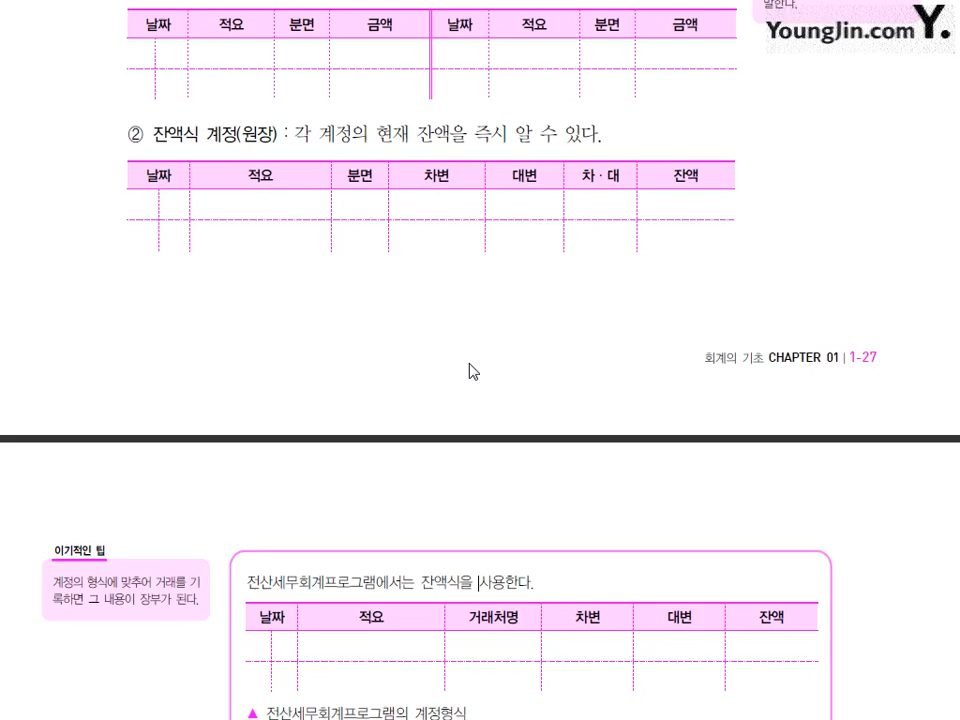 말한다.
YoungJin.com Y.
날짜 적요 분면 금액 날짜 적요 분면 금액
② 잔액식 계정(원장) : 각 계정의 현재 잔액을 즉시 알 수 있다.
날짜 적요 분면 차변 대변 차·대 잔액
회계의 기초 CHAPTER 01 | 1-27
이기적인 팁
계정의 형식에 맞추어 거래를 기
록하면 그 내용이 장부가 된다.
전산세무회계프로그램에서는 잔액식을 사용한다.
날짜 적요 거래처명 차변 대변 잔액
▲ 전산세무회계프로그램의 계정형식